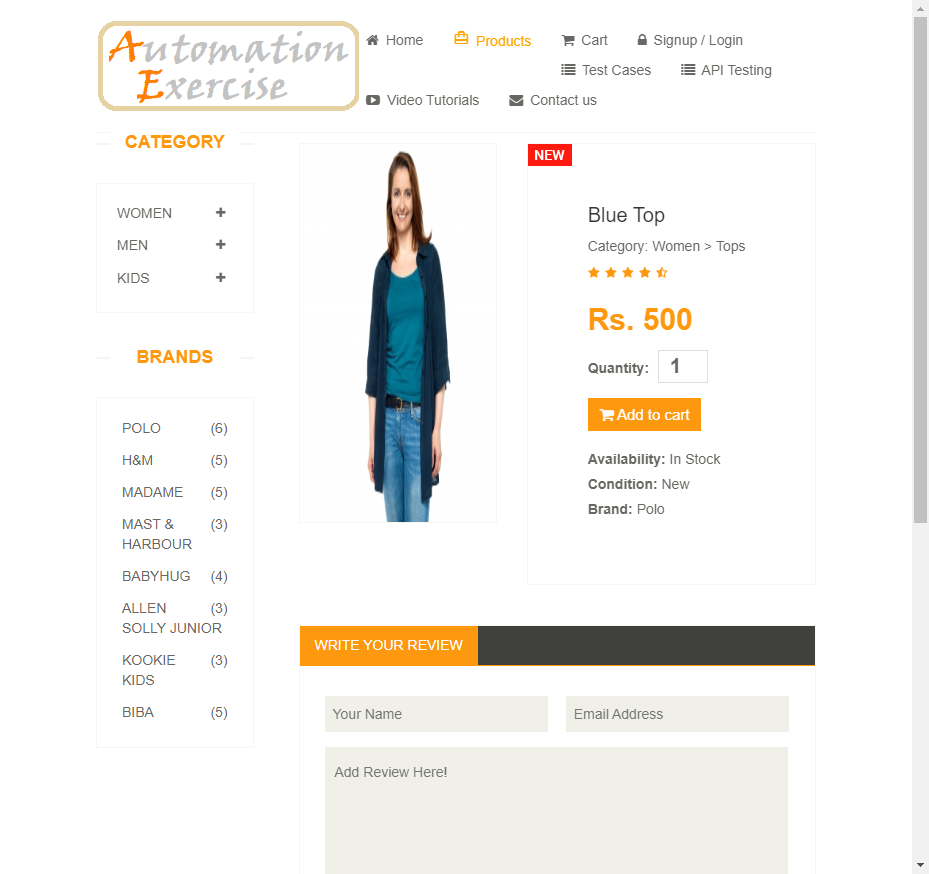 Automation
Exercise
Home
Products
Cart
Signup / Login
Test Cases
API Testing
Video Tutorials
Contact us
CATEGORY
WOMEN
MEN
KIDS
BRANDS
POLO (6)
H&M (5)
MADAME (5)
MAST & (3)
HARBOUR
BABYHUG (4)
ALLEN (3)
SOLLY JUNIOR
KOOKIE (3)
KIDS
BIBA (5)
NEW
Blue Top
Category: Women > Tops
Rs. 500
Quantity: 1
Add to cart
Availability: In Stock
Condition: New
Brand: Polo
WRITE YOUR REVIEW
Your Name
Email Address
Add Review Here!